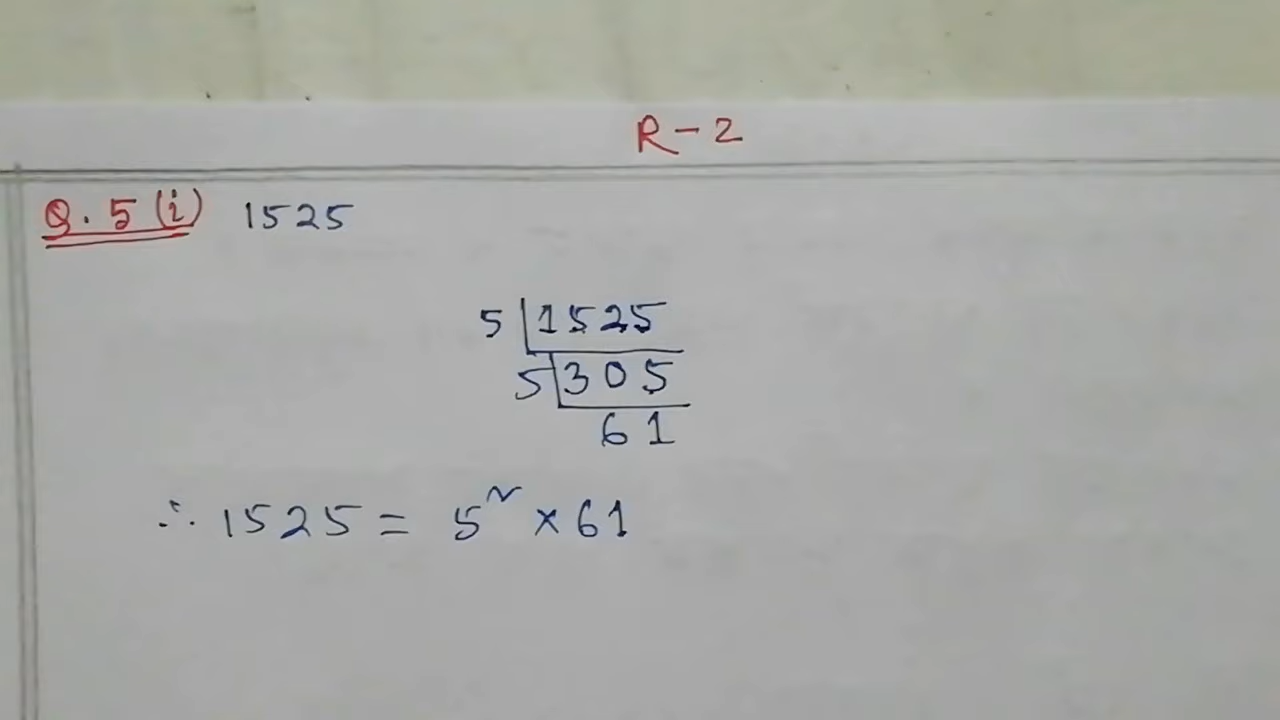 R-2
Q. 5 (i) 1525
5 | 1525
5 | 305
61
∴ 1525 = 5² × 61